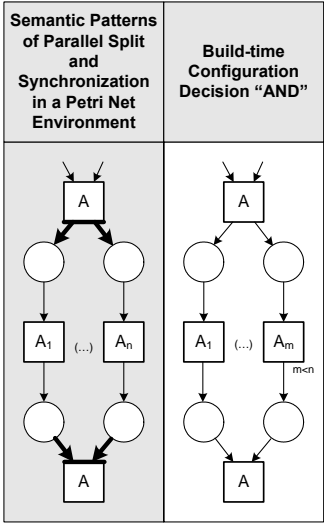 Semantic Patterns
of Parallel Split
and
Synchronization
in a Petri Net
Environment
Build-time
Configuration
Decision “AND”
A
A1 (...) An
A
A
A1 (...) Am
m<n
A